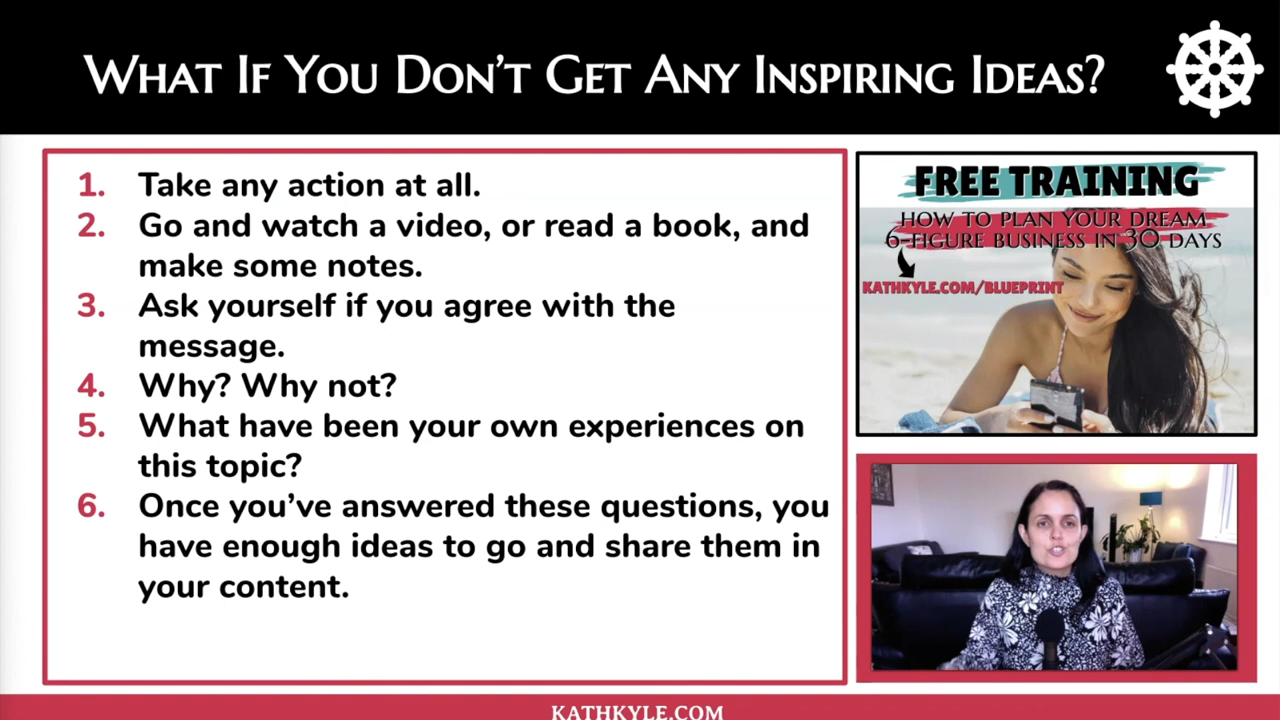 What If You Don't Get Any Inspiring Ideas?
1. Take any action at all.
2. Go and watch a video, or read a book, and
make some notes.
3. Ask yourself if you agree with the
message.
4. Why? Why not?
5. What have been your own experiences on
this topic?
6. Once you've answered these questions, you
have enough ideas to go and share them in
your content.
FREE TRAINING
HOW TO PLAN YOUR DREAM
6-FIGURE BUSINESS IN 30 DAYS
KATHKYLE.COM/BLUEPRINT
KATHKYLE.COM